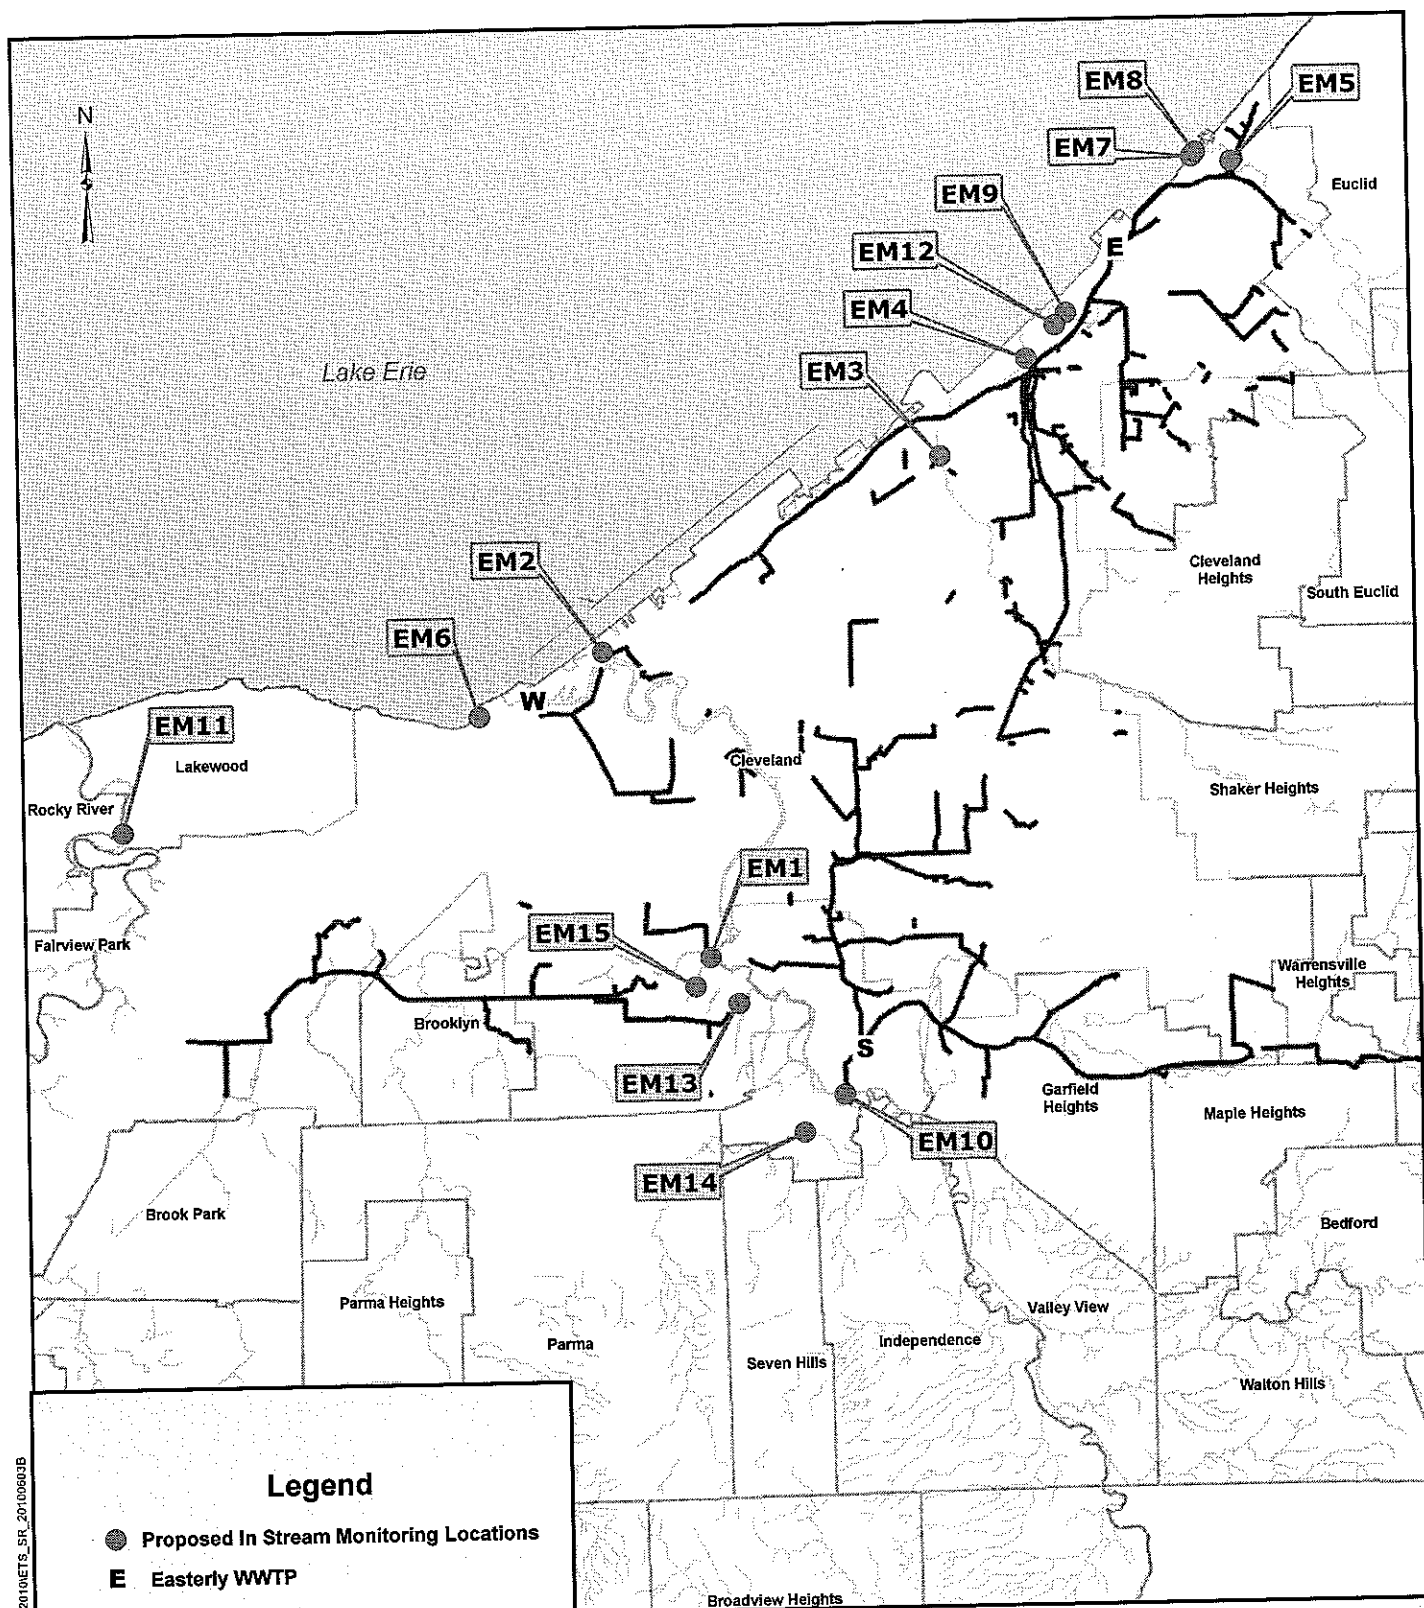 N
EM8
EM5
EM7
Euclid
EM9
E
EM12
EM4
EM3
Lake Erie
EM2
Cleveland
Heights
South Euclid
EM6
W
EM11
Lakewood
Cleveland
Rocky River
Shaker Heights
EM1
EM15
Fairview Park
Warrensville
Heights
Brooklyn
S
EM13
Garfield
Heights
Maple Heights
EM10
EM14
Brook Park
Bedford
Parma Heights
Valley View
Parma
Independence
Seven Hills
Walton Hills
Legend
Proposed In Stream Monitoring Locations
E Easterly WWTP
Broadview Heights
2010\ETS_SR_20100603B